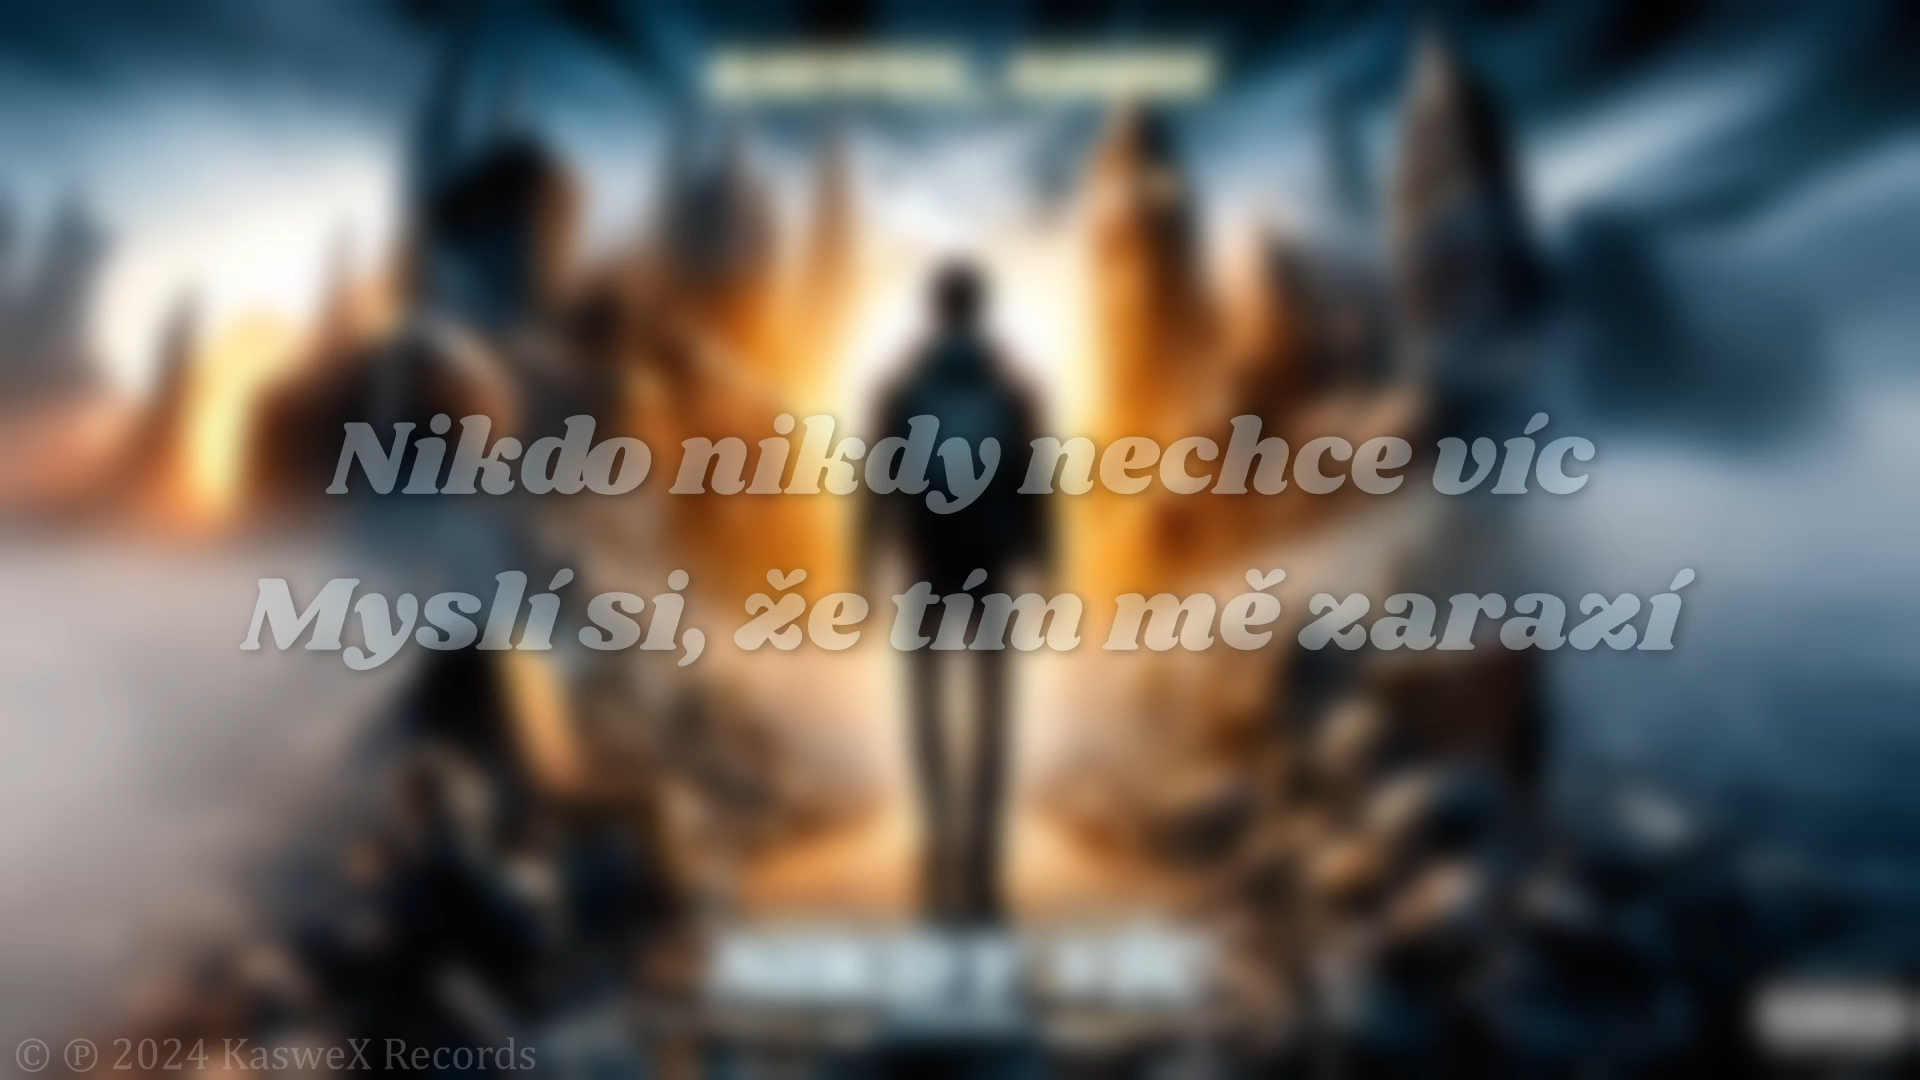 Nikdo nikdy nechce víc
Myslí si, že tím mě zarazí
© ℗ 2024 KasweX Records